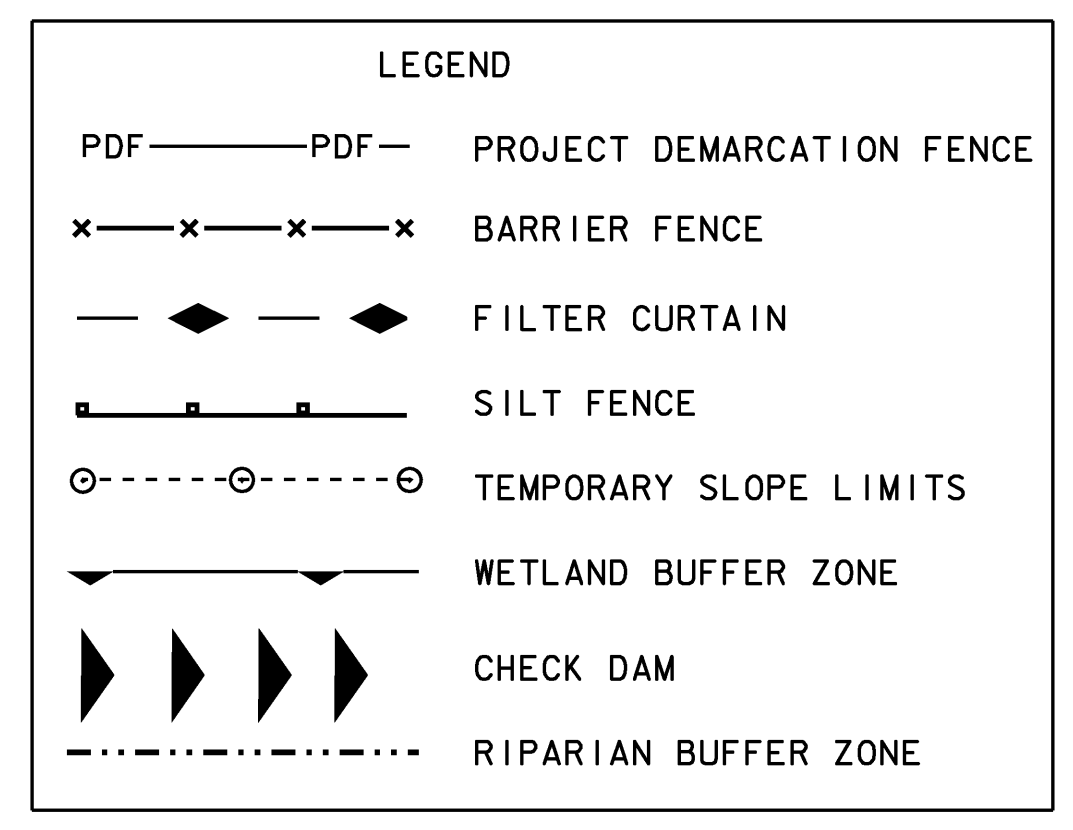 LEGEND
PDF PDF PROJECT DEMARCATION FENCE
BARRIER FENCE
FILTER CURTAIN
SILT FENCE
TEMPORARY SLOPE LIMITS
WETLAND BUFFER ZONE
CHECK DAM
RIPARIAN BUFFER ZONE